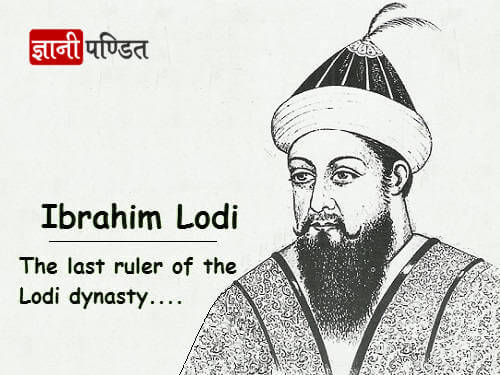 ज्ञानी पण्डित
Ibrahim Lodi
The last ruler of the
Lodi dynasty....